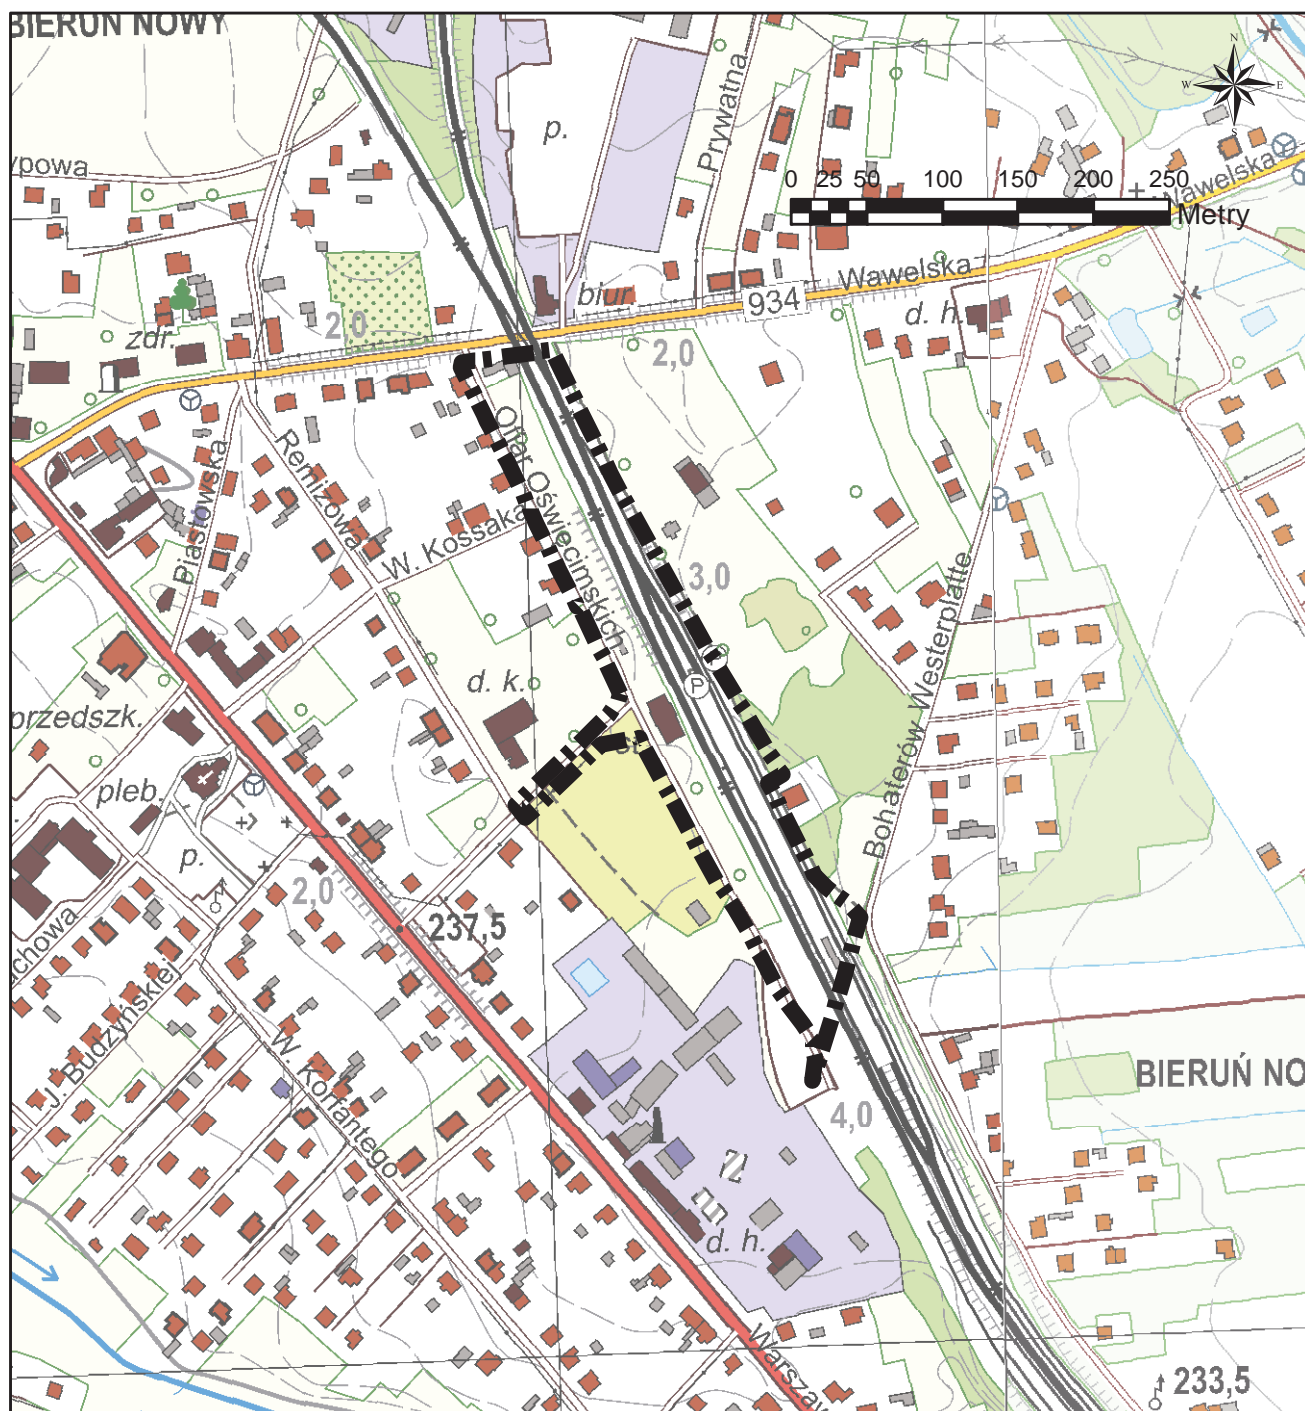 BIERUŃ NOWY
N
W E
S
p.
Prywatna
ypowa
0 25 50 100 150 200 250
Metry
Wawelska
Wawelska
934
biur
d. h.
zdr.
2,0
2,0
Ofiar Oświęcimskich
Piastowska
Remizowa
W. Kossaka
3,0
Bohaterów Westerplatte
P
d. k.
przedszk.
pleb.
p.
2,0
237,5
achowa
J. Budzyńskiej
W. Korfantego
BIERUŃ NO
4,0
d. h.
Warszaw
233,5